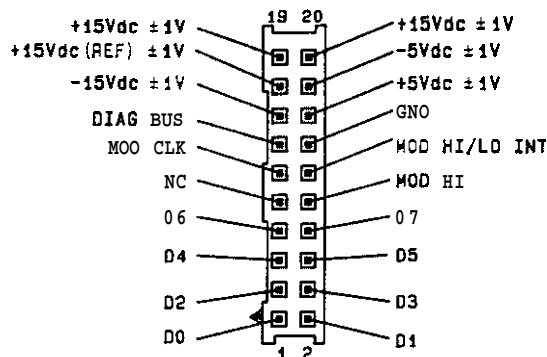 19 20
+15Vdc ±1V +15Vdc ±1V
+15Vdc(REF) ±1V -5Vdc ±1V
-15Vdc ±1V +5Vdc ±1V
DIAG BUS GNO
MOO CLK MOD HI/LO INT
NC MOD HI
06 07
D4 D5
D2 D3
D0 D1
1 2